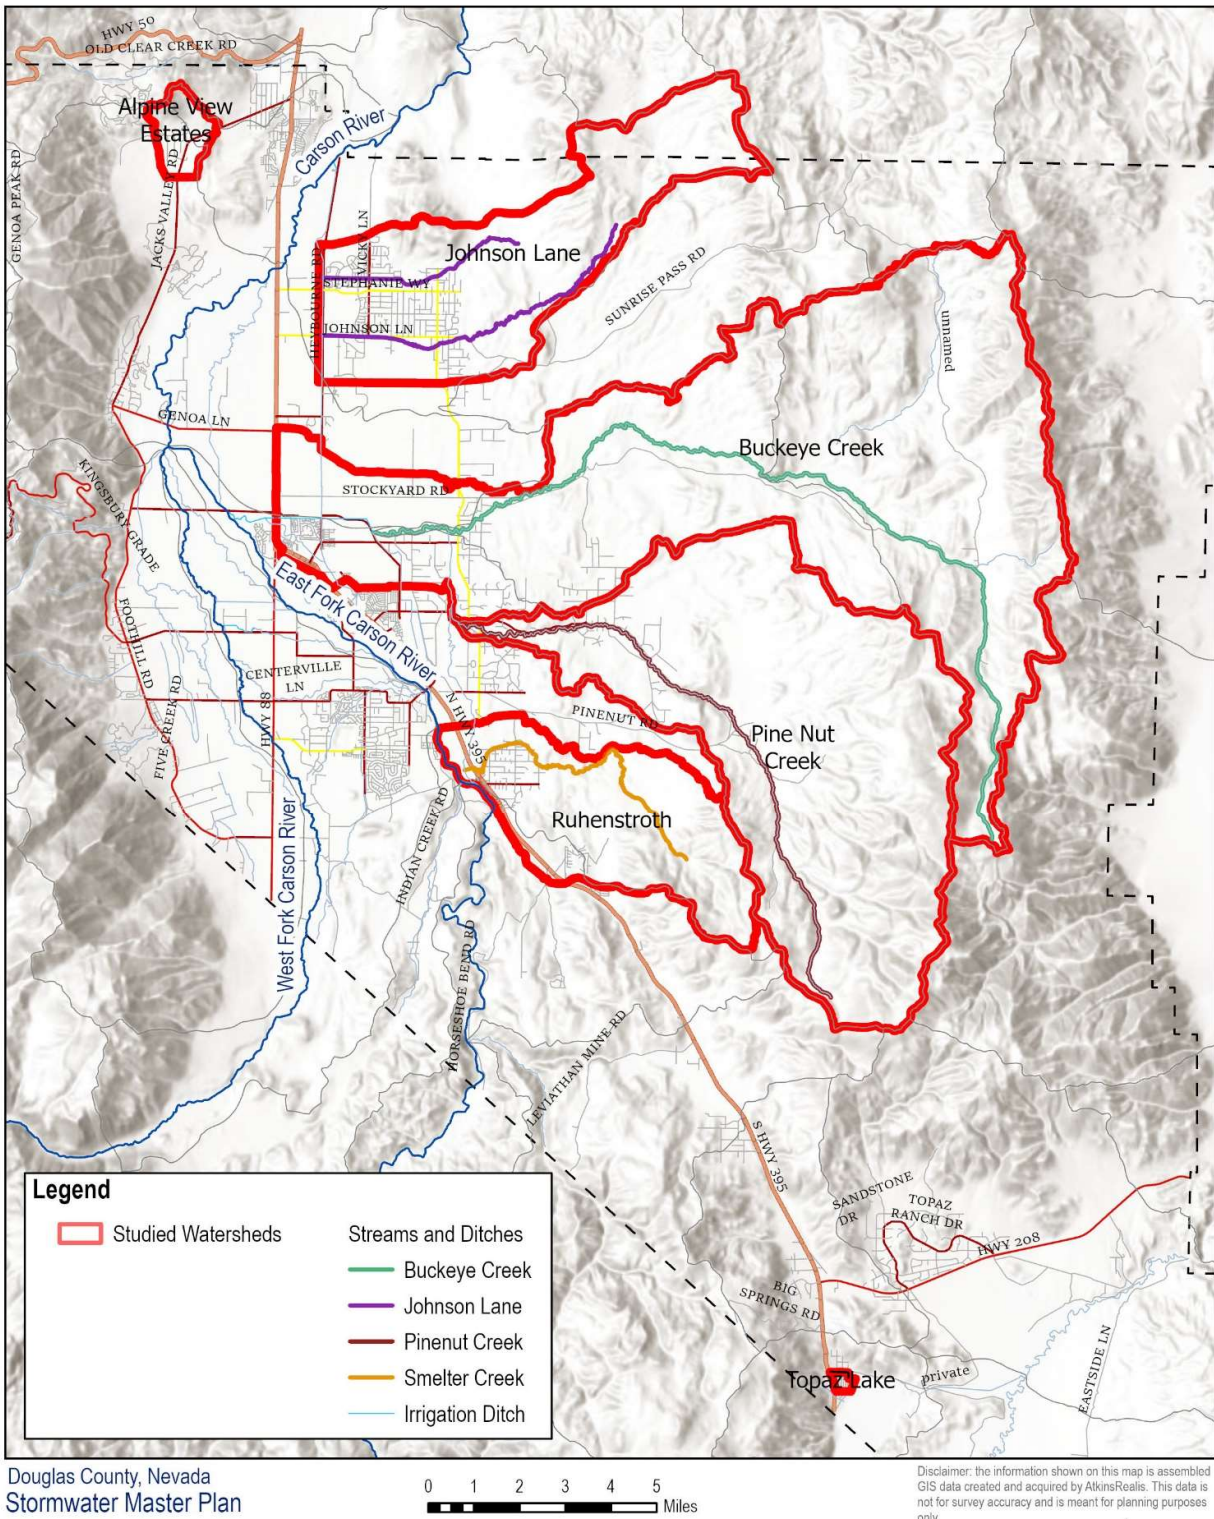 HWY 50
OLD CLEAR CREEK RD
Alpine View
Estates
Carson River
GENOA PEAK RD
JACKS VALLEY RD
VICKY LN
HEYBOURNE RD
Johnson Lane
STEPHANIE WY
SUNRISE PASS RD
JOHNSON LN
unnamed
GENOA LN
Buckeye Creek
KINGSBURY GRADE
STOCKYARD RD
East Fork Carson River
FOOTHILL RD
CENTERVILLE
LN
FIVE CREEK RD
HWY 88
N HWY 395
PINENUT RD
Pine Nut
Creek
Ruhenstroth
INDIAN CREEK RD
West Fork Carson River
HORSESHOE BEND RD
LEVIATHAN MINE RD
S HWY 395
SANDSTONE
DR
TOPAZ
RANCH DR
HWY 208
BIG
SPRINGS RD
Topaz Lake
private
EASTSIDE LN
Legend
Studied Watersheds
Streams and Ditches
Buckeye Creek
Johnson Lane
Pinenut Creek
Smelter Creek
Irrigation Ditch
Douglas County, Nevada
Stormwater Master Plan
0 1 2 3 4 5
Miles
Disclaimer: the information shown on this map is assembled
GIS data created and acquired by AtkinsRealis. This data is
not for survey accuracy and is meant for planning purposes
only